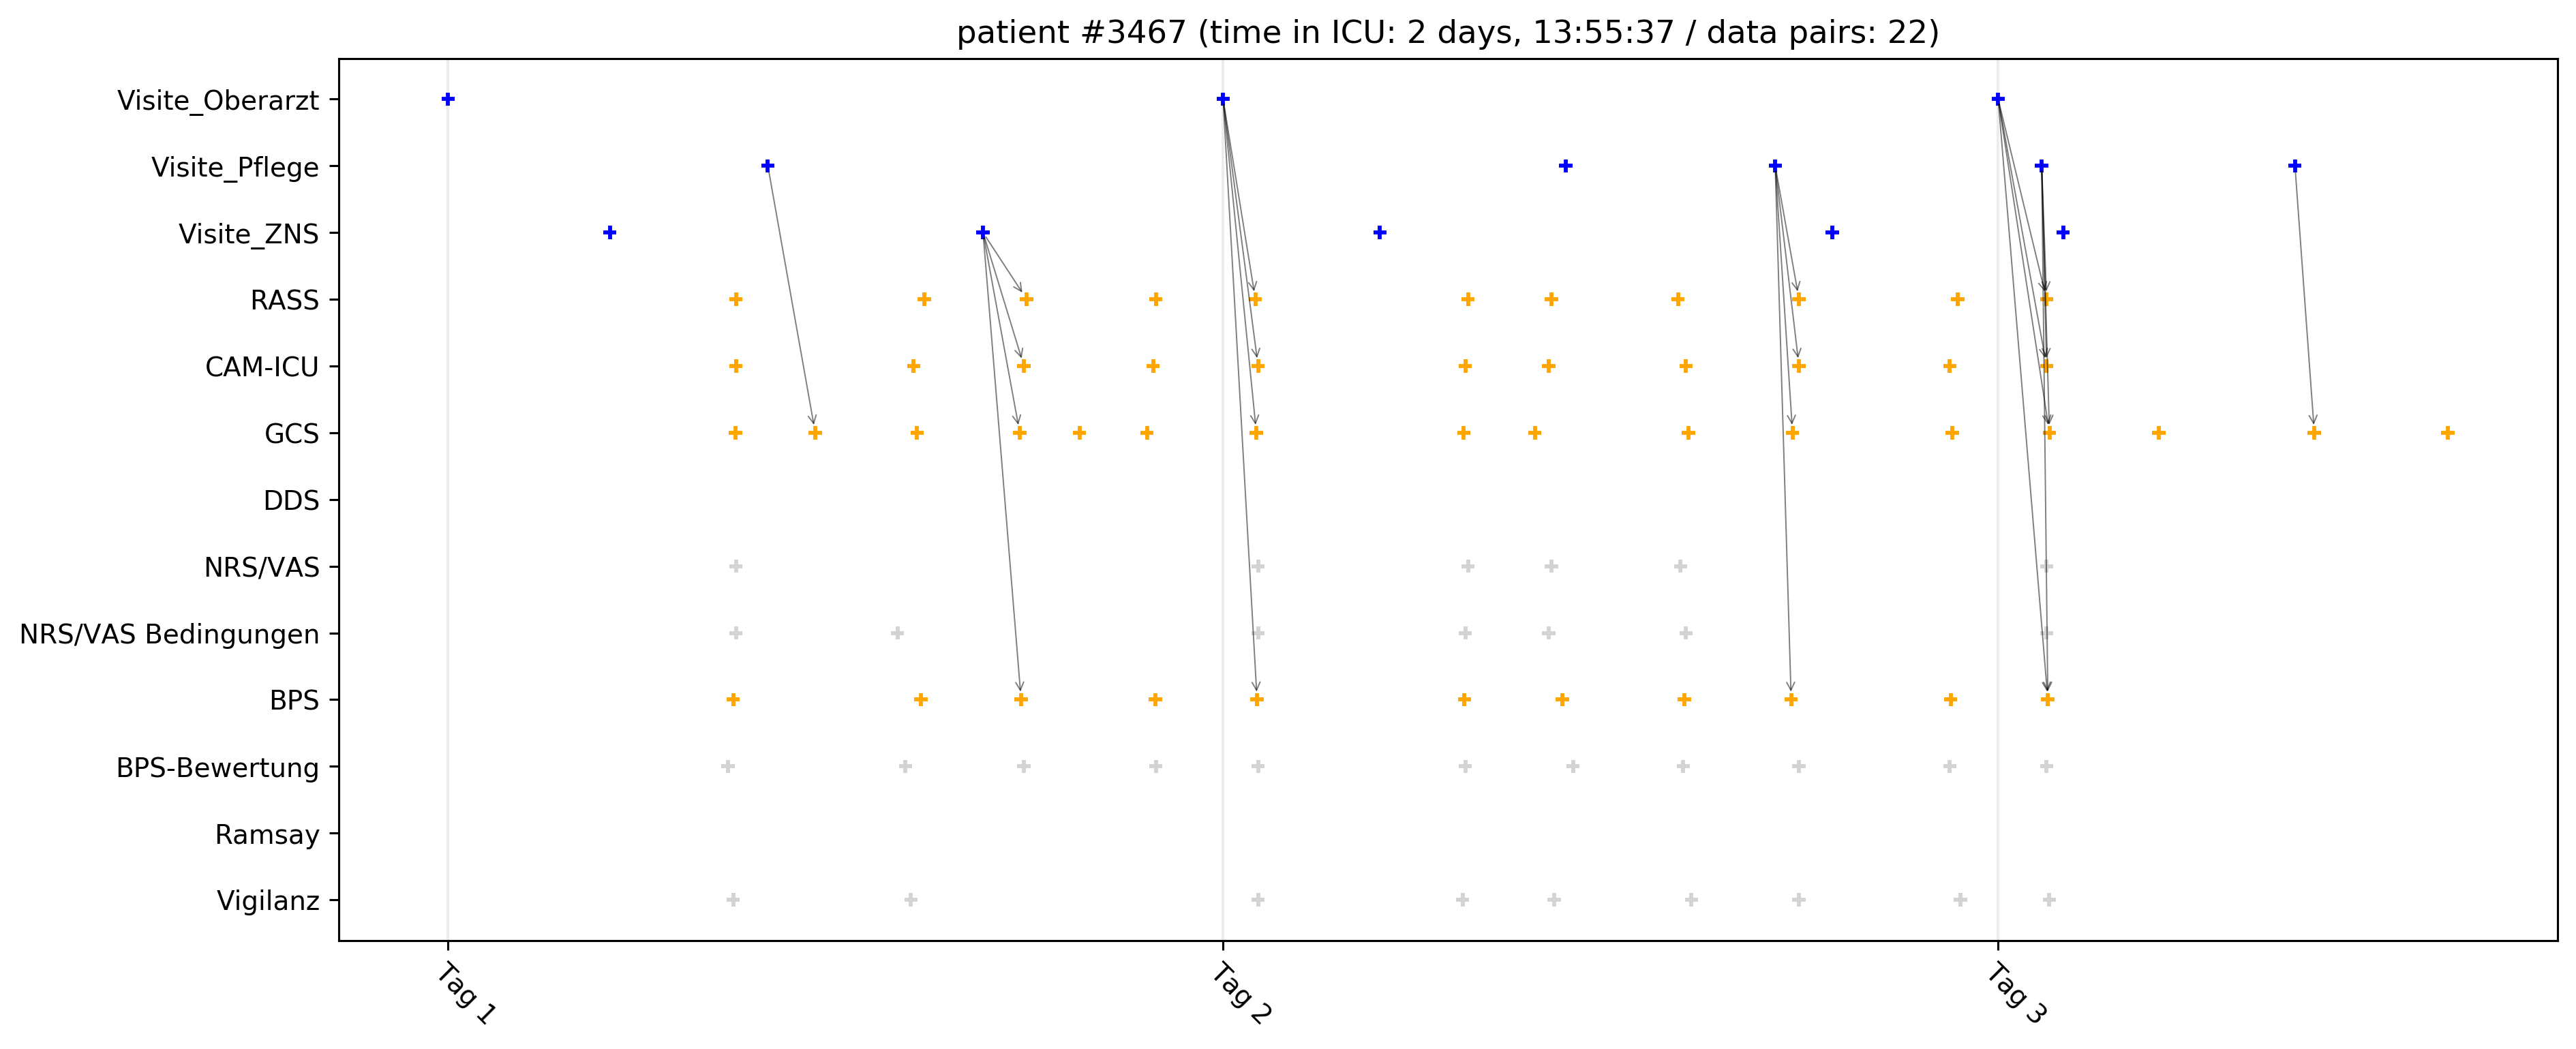 patient #3467 (time in ICU: 2 days, 13:55:37 / data pairs: 22)
Visite_Oberarzt
Visite_Pflege
Visite_ZNS
RASS
CAM-ICU
GCS
DDS
NRS/VAS
NRS/VAS Bedingungen
BPS
BPS-Bewertung
Ramsay
Vigilanz
Tag 1
Tag 2
Tag 3